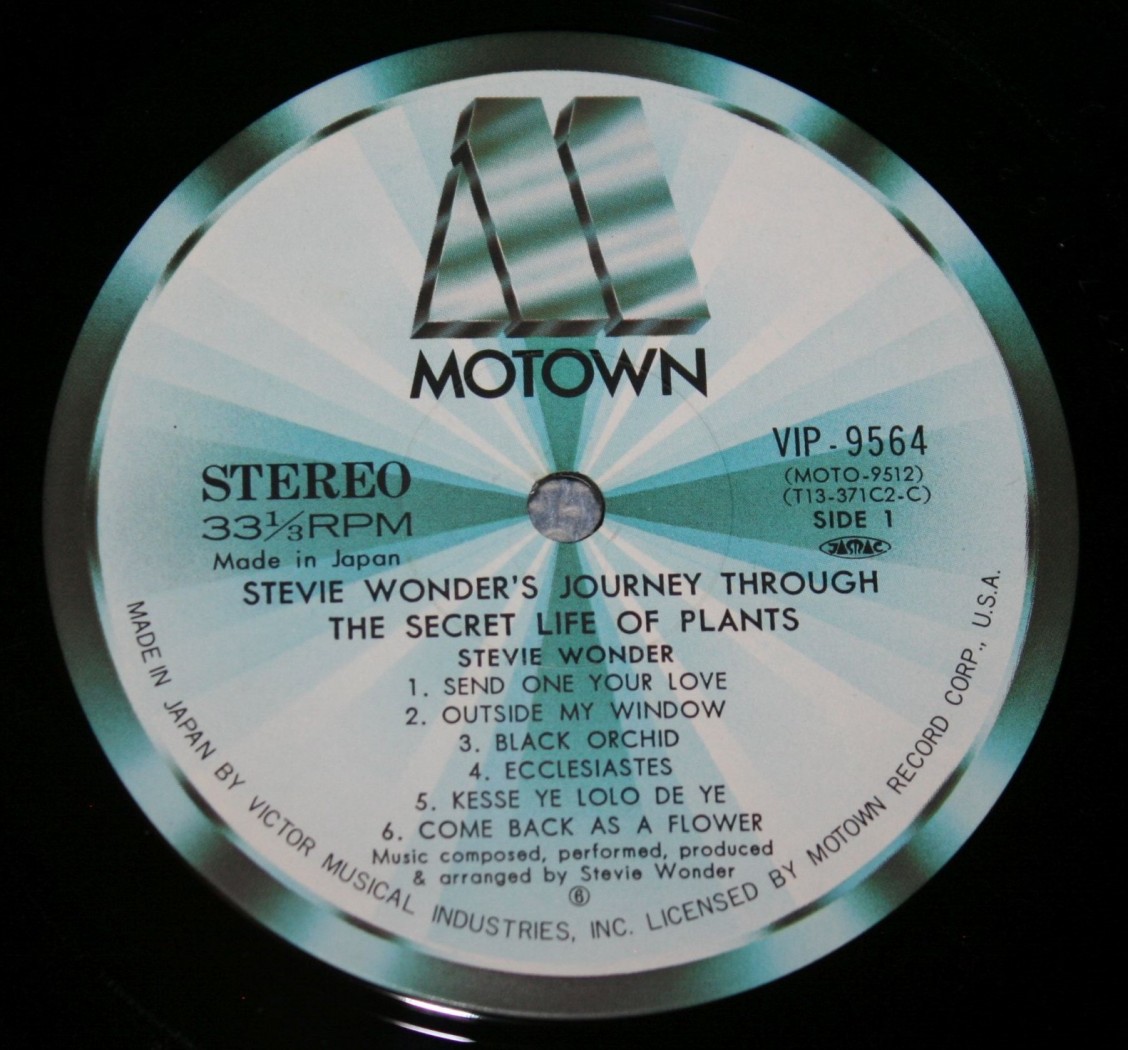 MOTOWN
STEREO
33⅓RPM
Made in Japan
VIP-9564
(MOTO-9512)
(T13-371C2-C)
SIDE 1
JASRAC
STEVIE WONDER'S JOURNEY THROUGH
THE SECRET LIFE OF PLANTS
STEVIE WONDER
1. SEND ONE YOUR LOVE
2. OUTSIDE MY WINDOW
3. BLACK ORCHID
4. ECCLESIASTES
5. KESSE YE LOLO DE YE
6. COME BACK AS A FLOWER
Music composed, performed, produced
& arranged by Stevie Wonder
⑥
MADE IN JAPAN BY VICTOR MUSICAL INDUSTRIES, INC. LICENSED BY MOTOWN RECORD CORP., U.S.A.